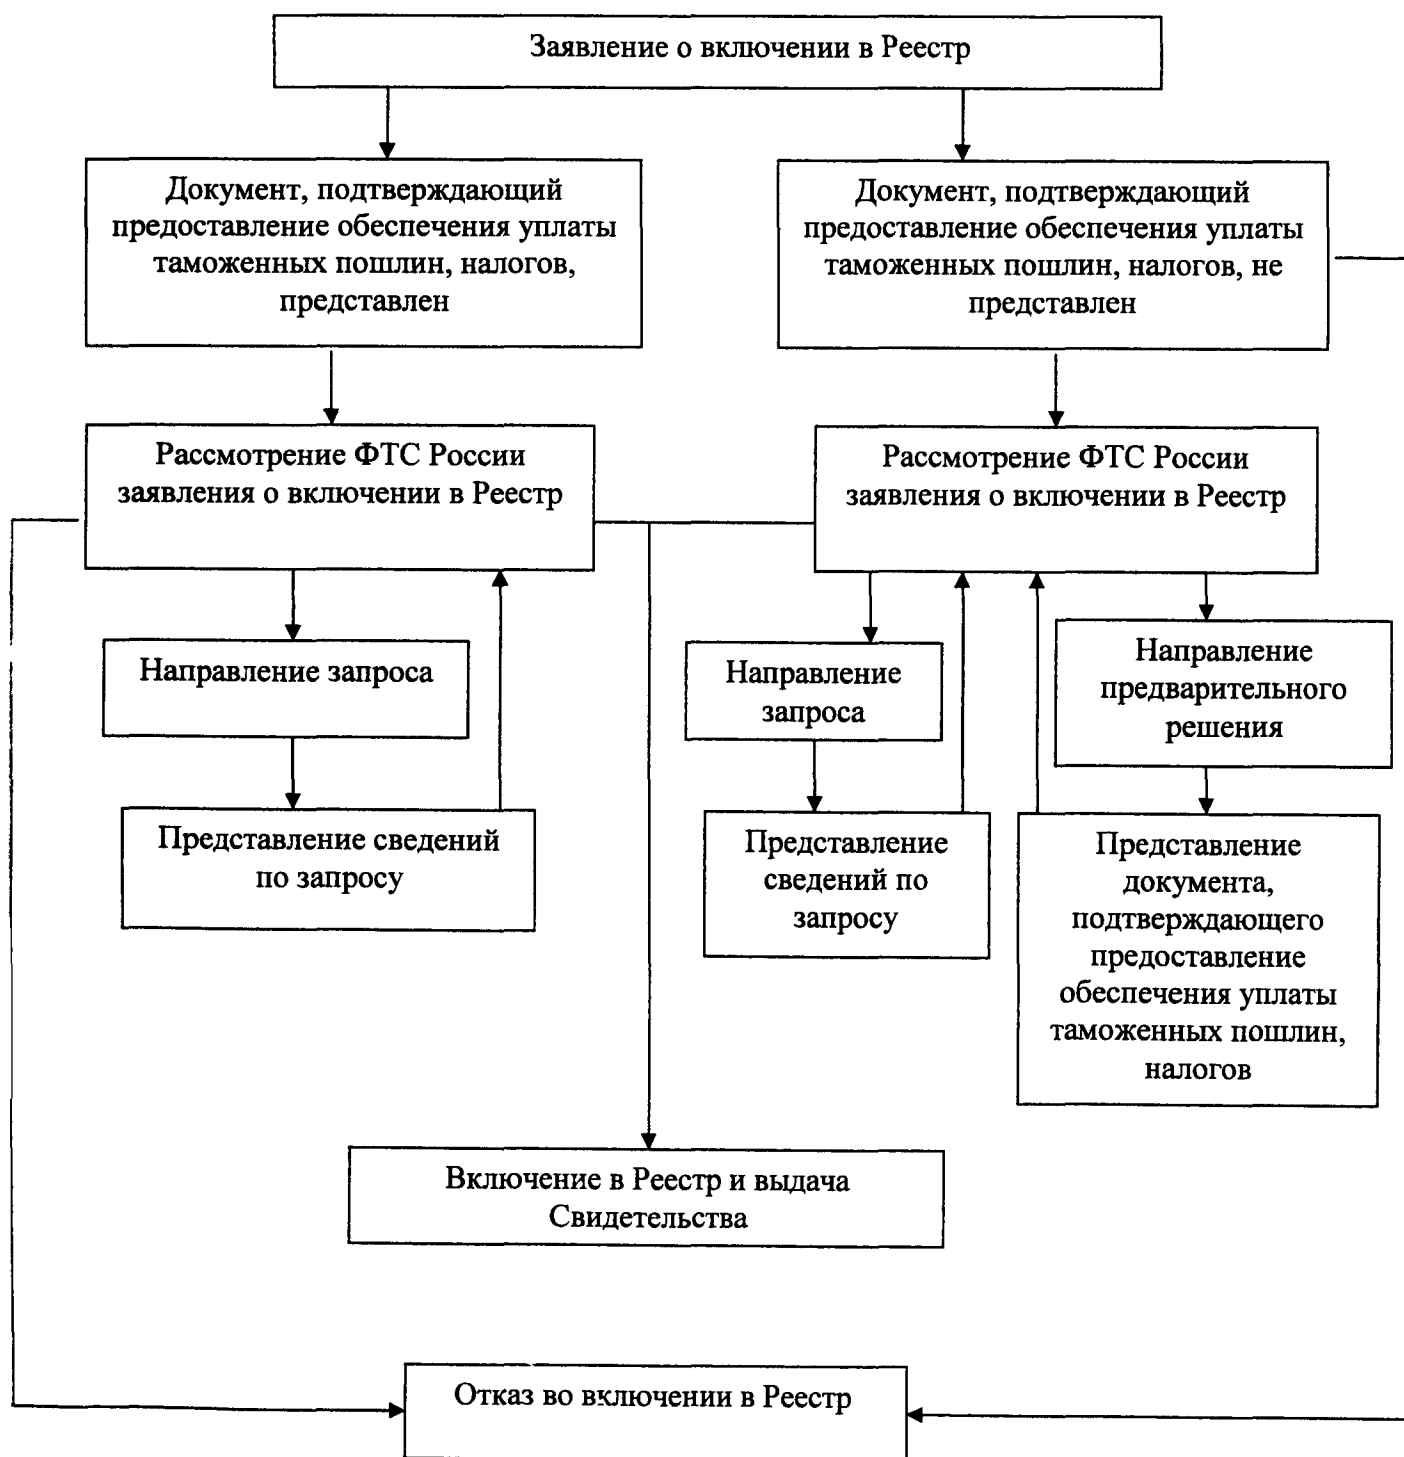 Заявление о включении в Реестр
Документ, подтверждающий
предоставление обеспечения уплаты
таможенных пошлин, налогов,
представлен
Документ, подтверждающий
предоставление обеспечения уплаты
таможенных пошлин, налогов, не
представлен
Рассмотрение ФТС России
заявления о включении в Реестр
Рассмотрение ФТС России
заявления о включении в Реестр
Направление запроса
Направление
запроса
Направление
предварительного
решения
Представление сведений
по запросу
Представление
сведений по
запросу
Представление
документа,
подтверждающего
предоставление
обеспечения уплаты
таможенных пошлин,
налогов
Включение в Реестр и выдача
Свидетельства
Отказ во включении в Реестр